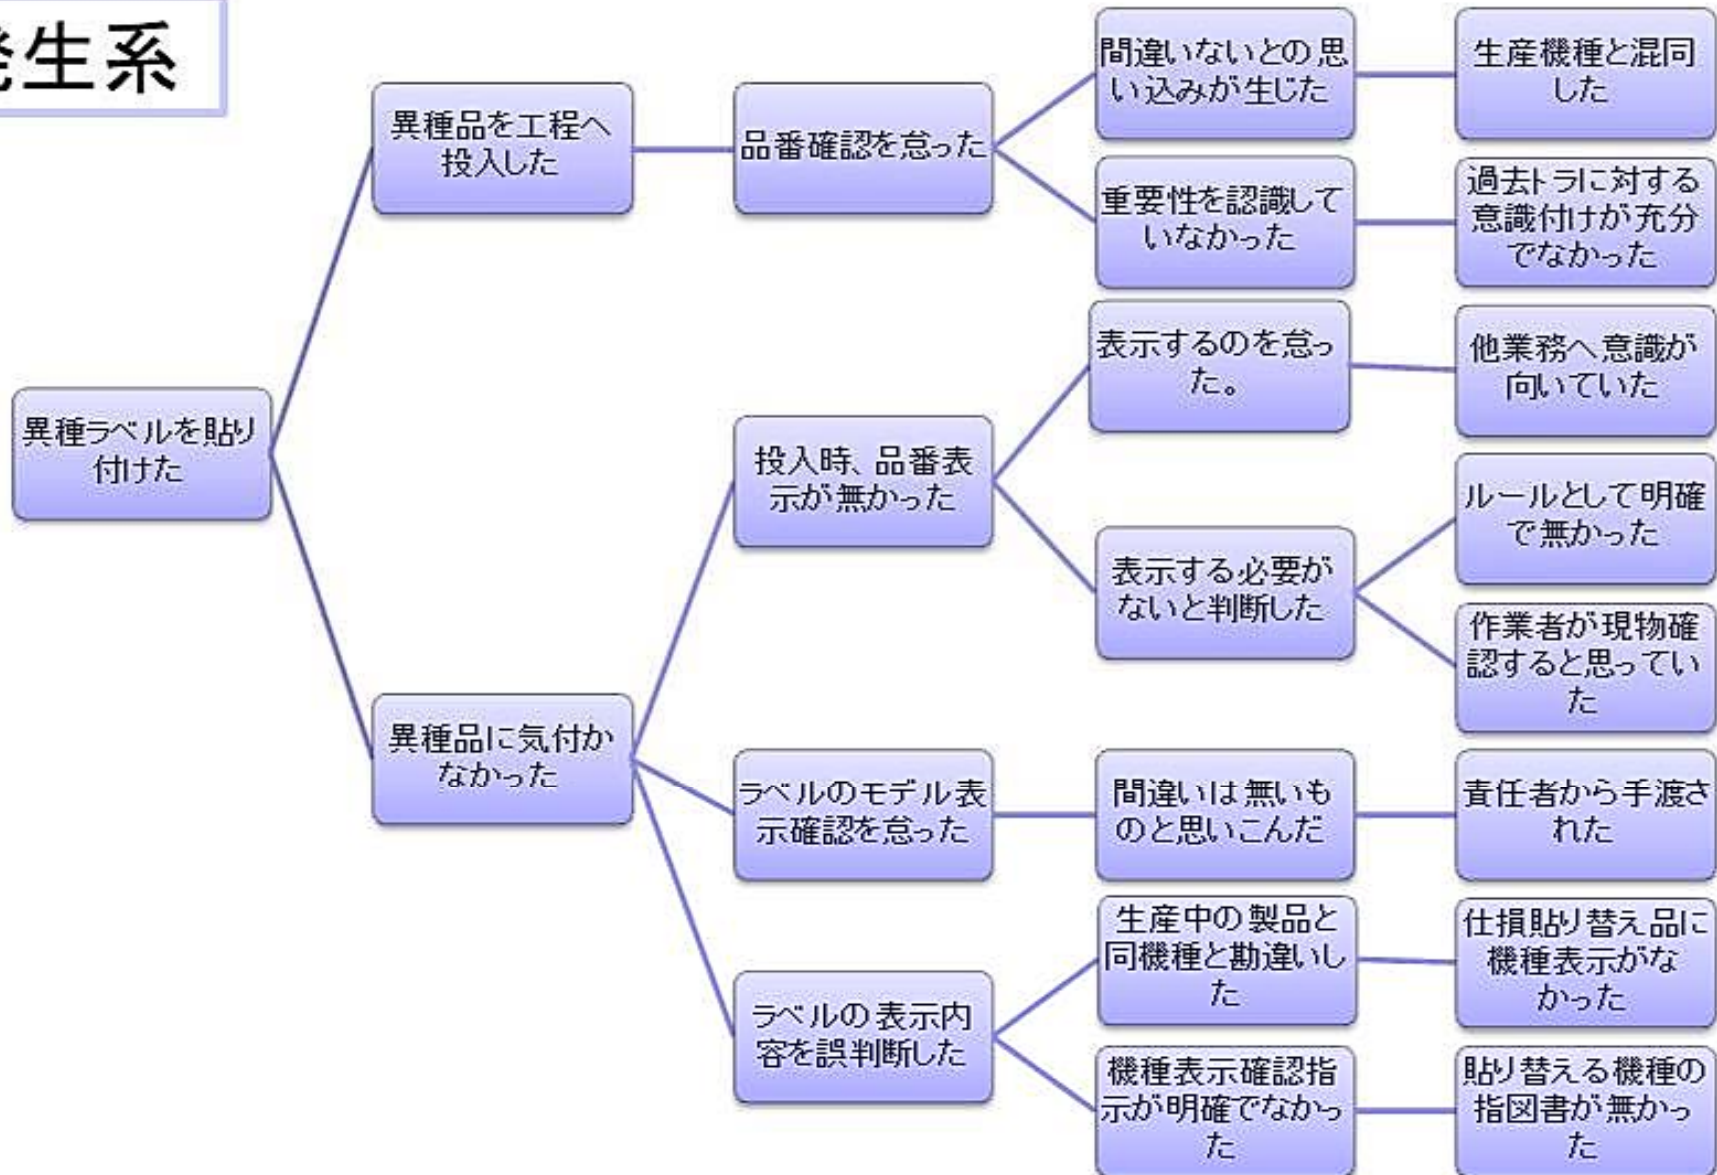 発生系
異種ラベルを貼り
付けた
異種品を工程へ
投入した
異種品に気付か
なかった
品番確認を怠った
投入時、品番表
示が無かった
ラベルのモデル表
示確認を怠った
ラベルの表示内
容を誤判断した
間違いないとの思
い込みが生じた
重要性を認識して
いなかった
表示するのを怠っ
た。
表示する必要が
ないと判断した
間違いは無いも
のと思いこんだ
生産中の製品と
同機種と勘違いし
た
機種表示確認指
示が明確でなかっ
た
生産機種と混同
した
過去トラに対する
意識付けが充分
でなかった
他業務へ意識が
向いていた
ルールとして明確
で無かった
作業者が現物確
認すると思ってい
た
責任者から手渡さ
れた
仕損貼り替え品に
機種表示がな
かった
貼り替える機種の
指図書が無かっ
た